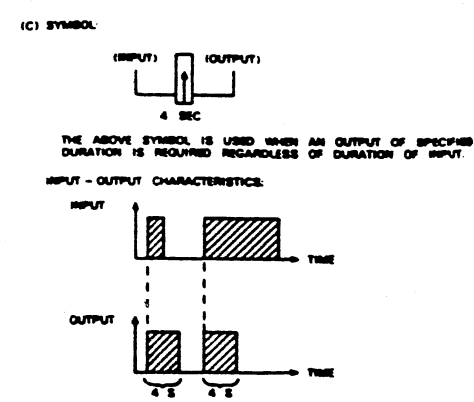 (C) SYMBOL:
(INPUT) (OUTPUT)
4 SEC
THE ABOVE SYMBOL IS USED WHEN AN OUTPUT OF SPECIFIED
DURATION IS REQUIRED REGARDLESS OF DURATION OF INPUT.
INPUT - OUTPUT CHARACTERISTICS:
INPUT
TIME
OUTPUT
TIME
4 S 4 S